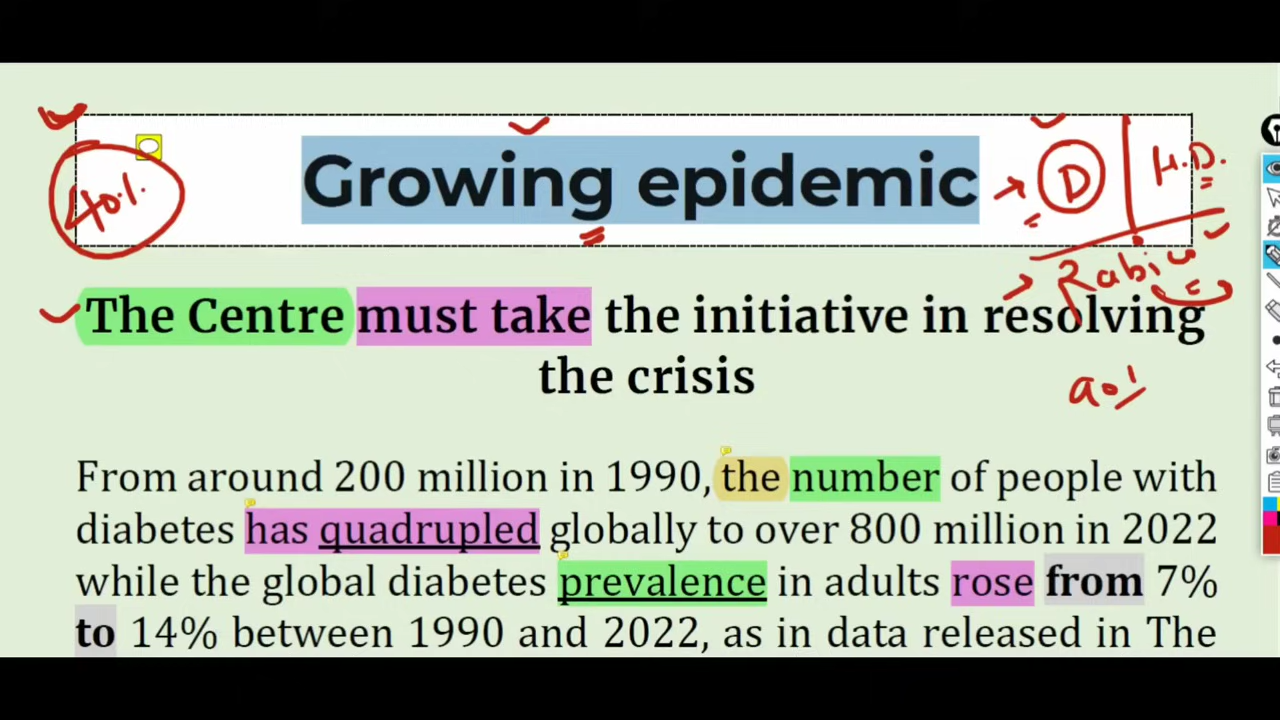 Growing epidemic
40%
D
H.D.
The Centre must take the initiative in resolving
the crisis
From around 200 million in 1990, the number of people with
diabetes has quadrupled globally to over 800 million in 2022
while the global diabetes prevalence in adults rose from 7%
to 14% between 1990 and 2022, as in data released in The